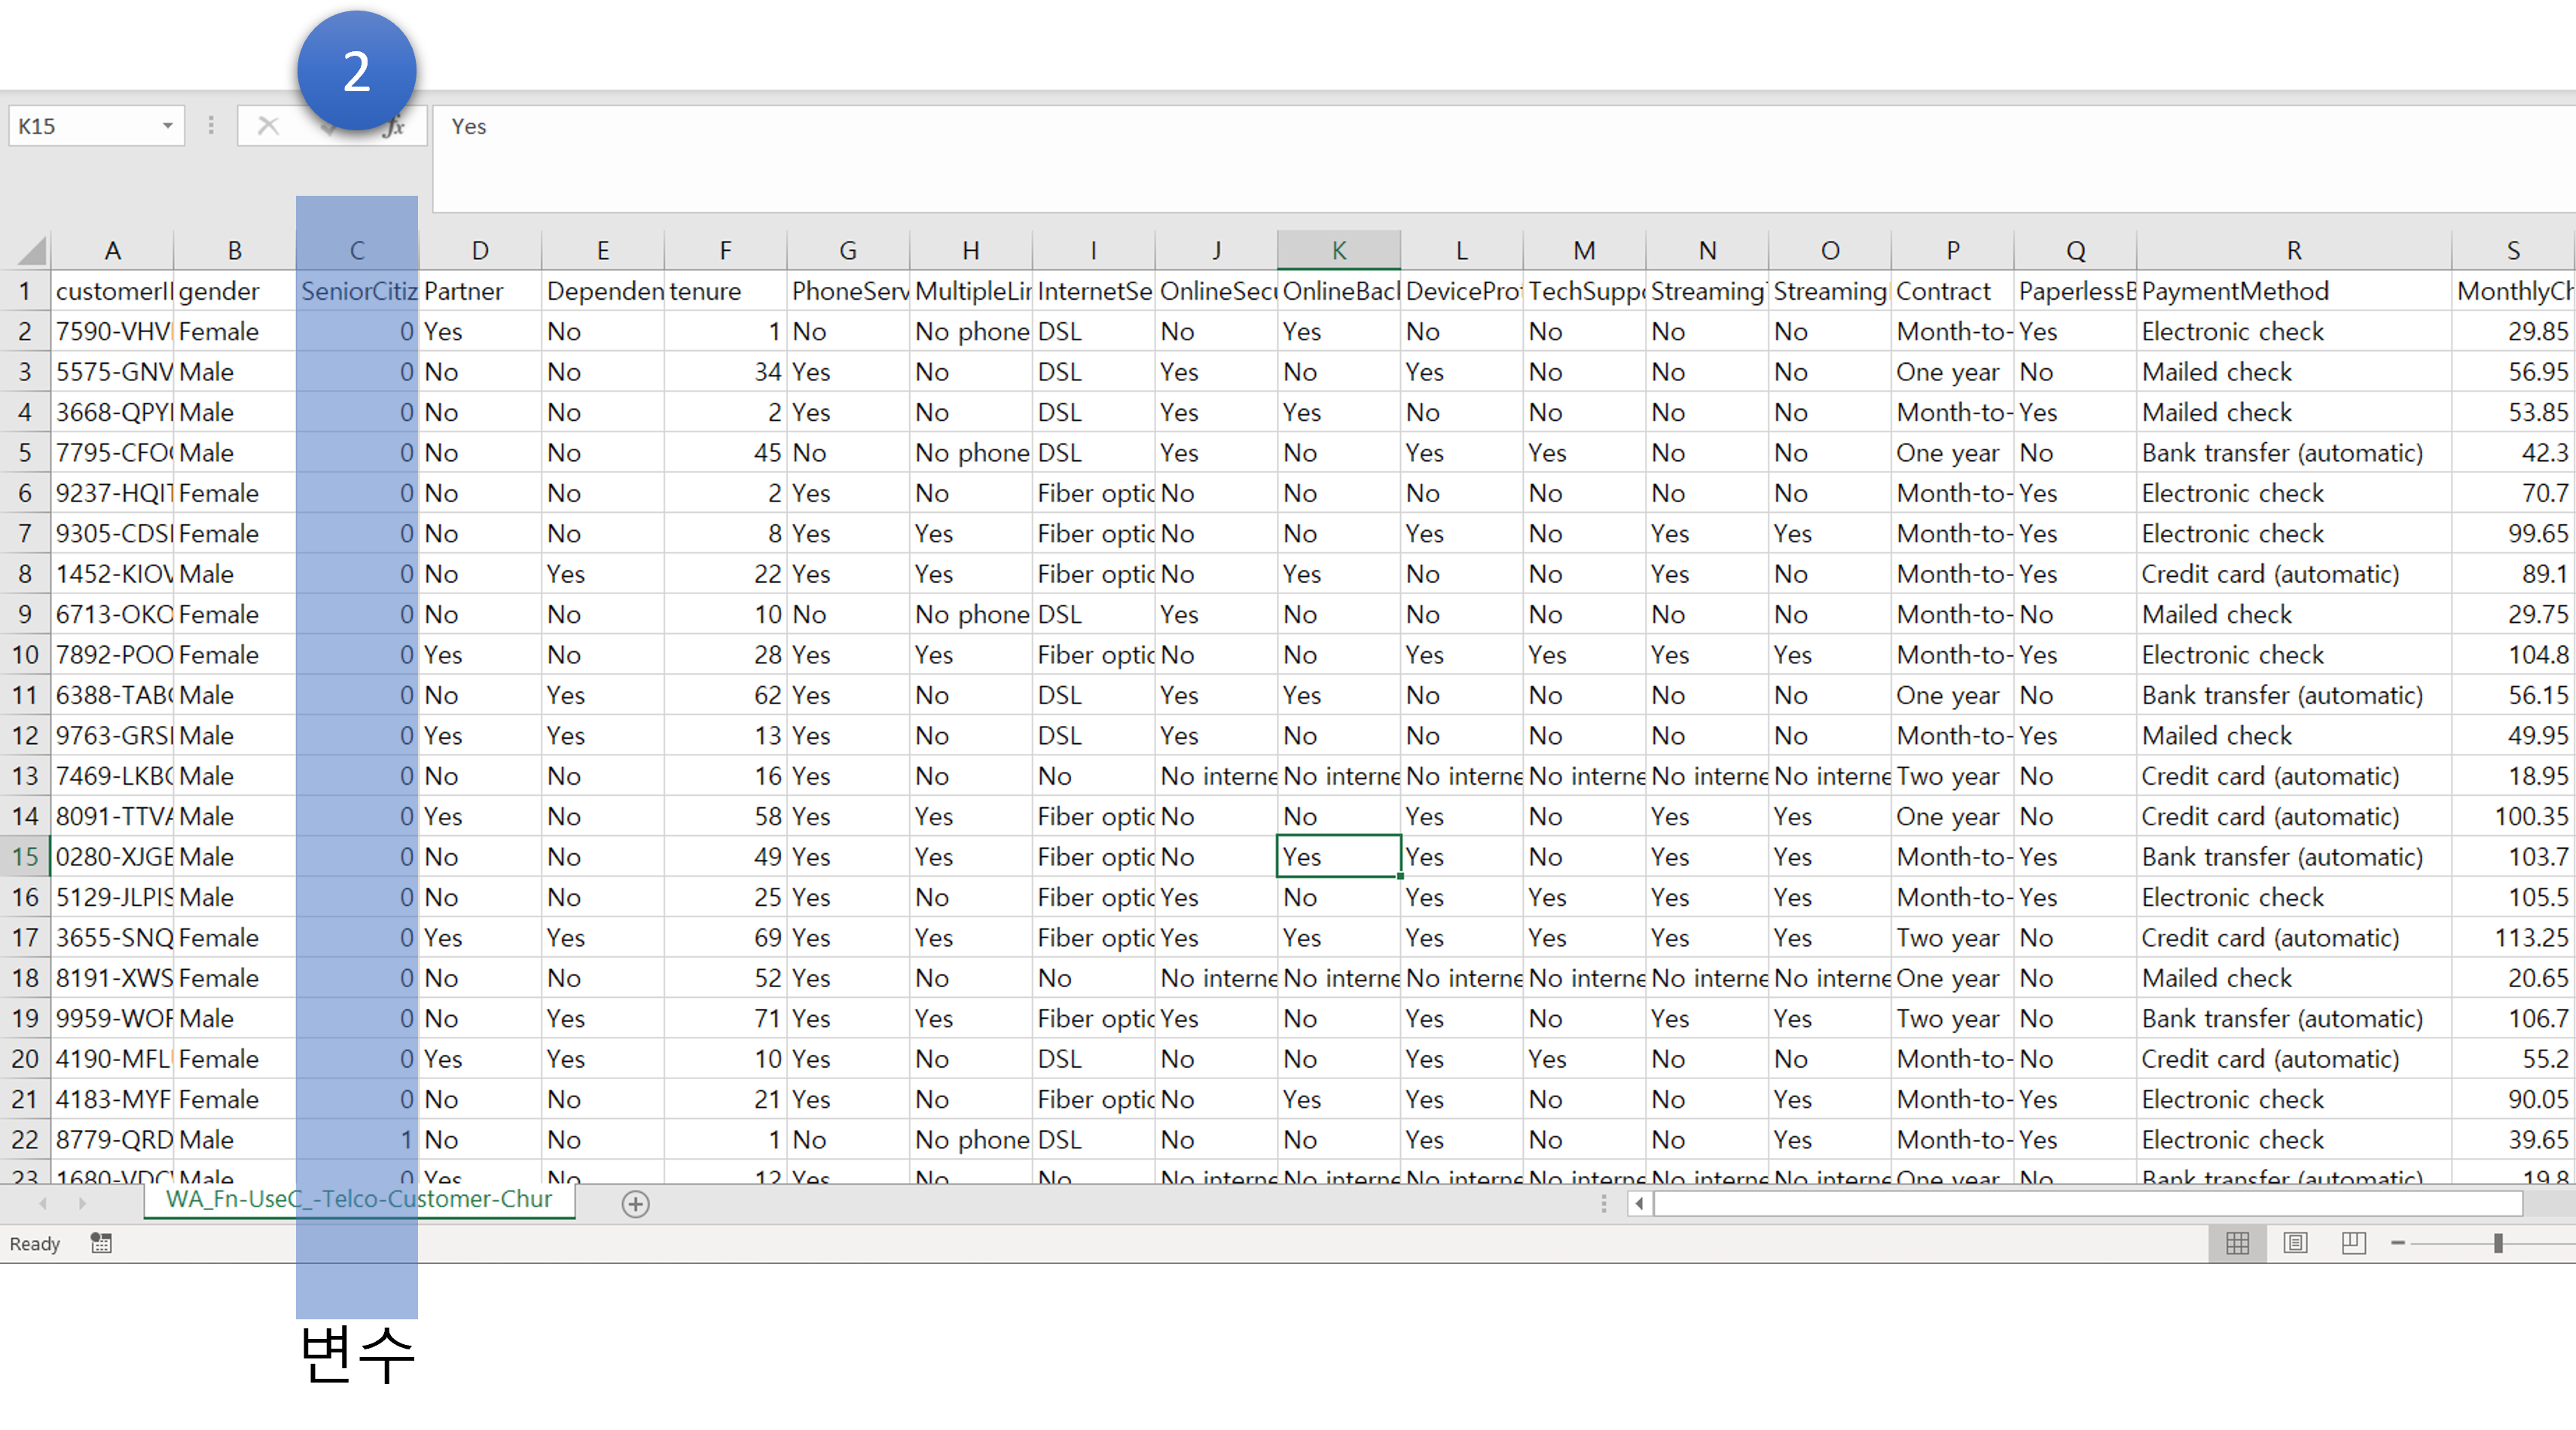 2
K15 fx Yes
A B C D E F G H I J K L M N O P Q R S
1 customerI gender SeniorCitiz Partner Dependen tenure PhoneServ MultipleLin InternetSe OnlineSecu OnlineBack DeviceProt TechSuppo Streaming Streaming Contract PaperlessB PaymentMethod MonthlyCh
2 7590-VHV Female 0 Yes No 1 No No phone DSL No Yes No No No No Month-to- Yes Electronic check 29.85
3 5575-GNV Male 0 No No 34 Yes No DSL Yes No Yes No No No One year No Mailed check 56.95
4 3668-QPY Male 0 No No 2 Yes No DSL Yes Yes No No No No Month-to- Yes Mailed check 53.85
5 7795-CFO Male 0 No No 45 No No phone DSL Yes No Yes Yes No No One year No Bank transfer (automatic) 42.3
6 9237-HQIT Female 0 No No 2 Yes No Fiber optic No No No No No No Month-to- Yes Electronic check 70.7
7 9305-CDS Female 0 No No 8 Yes Yes Fiber optic No No Yes No Yes Yes Month-to- Yes Electronic check 99.65
8 1452-KIOV Male 0 No Yes 22 Yes Yes Fiber optic No Yes No No Yes No Month-to- Yes Credit card (automatic) 89.1
9 6713-OKO Female 0 No No 10 No No phone DSL Yes No No No No No Month-to- No Mailed check 29.75
10 7892-POO Female 0 Yes No 28 Yes Yes Fiber optic No No Yes Yes Yes Yes Month-to- Yes Electronic check 104.8
11 6388-TAB Male 0 No Yes 62 Yes No DSL Yes Yes No No No No One year No Bank transfer (automatic) 56.15
12 9763-GRS Male 0 Yes Yes 13 Yes No DSL Yes No No No No No Month-to- Yes Mailed check 49.95
13 7469-LKB Male 0 No No 16 Yes No No No interne No interne No interne No interne No interne No interne Two year No Credit card (automatic) 18.95
14 8091-TTVA Male 0 Yes No 58 Yes Yes Fiber optic No No Yes No Yes Yes One year No Credit card (automatic) 100.35
15 0280-XJGE Male 0 No No 49 Yes Yes Fiber optic No Yes Yes No Yes Yes Month-to- Yes Bank transfer (automatic) 103.7
16 5129-JLPIS Male 0 No No 25 Yes No Fiber optic Yes No Yes Yes Yes Yes Month-to- Yes Electronic check 105.5
17 3655-SNQ Female 0 Yes Yes 69 Yes Yes Fiber optic Yes Yes Yes Yes Yes Yes Two year No Credit card (automatic) 113.25
18 8191-XWS Female 0 No No 52 Yes No No No interne No interne No interne No interne No interne No interne One year No Mailed check 20.65
19 9959-WOF Male 0 No Yes 71 Yes Yes Fiber optic Yes No Yes No Yes Yes Two year No Bank transfer (automatic) 106.7
20 4190-MFL Female 0 Yes Yes 10 Yes No DSL No No Yes Yes No No Month-to- No Credit card (automatic) 55.2
21 4183-MYF Female 0 No No 21 Yes No Fiber optic No Yes Yes No No Yes Month-to- Yes Electronic check 90.05
22 8779-QRD Male 1 No No 1 No No phone DSL No No Yes No No Yes Month-to- Yes Electronic check 39.65
23 1680-VDC Male 0 Yes No 12 Yes No No No interne No interne No interne No interne No interne No interne One year No Bank transfer (automatic) 19.8
WA_Fn-UseC_-Telco-Customer-Chur
Ready
변수